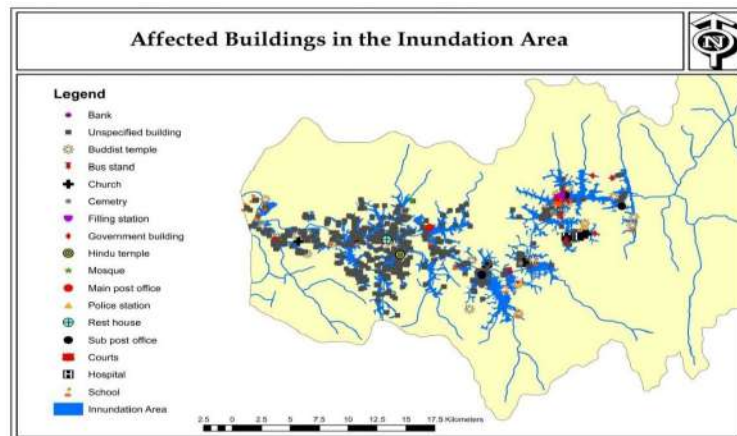 Affected Buildings in the Inundation Area
N
Legend
Bank
Unspecified building
Buddist temple
Bus stand
Church
Cemetry
Filling station
Government building
Hindu temple
Mosque
Main post office
Police station
Rest house
Sub post office
Courts
Hospital
School
Innundation Area
2.5 0 2.5 5 7.5 10 12.5 15 17.5 Kilometers